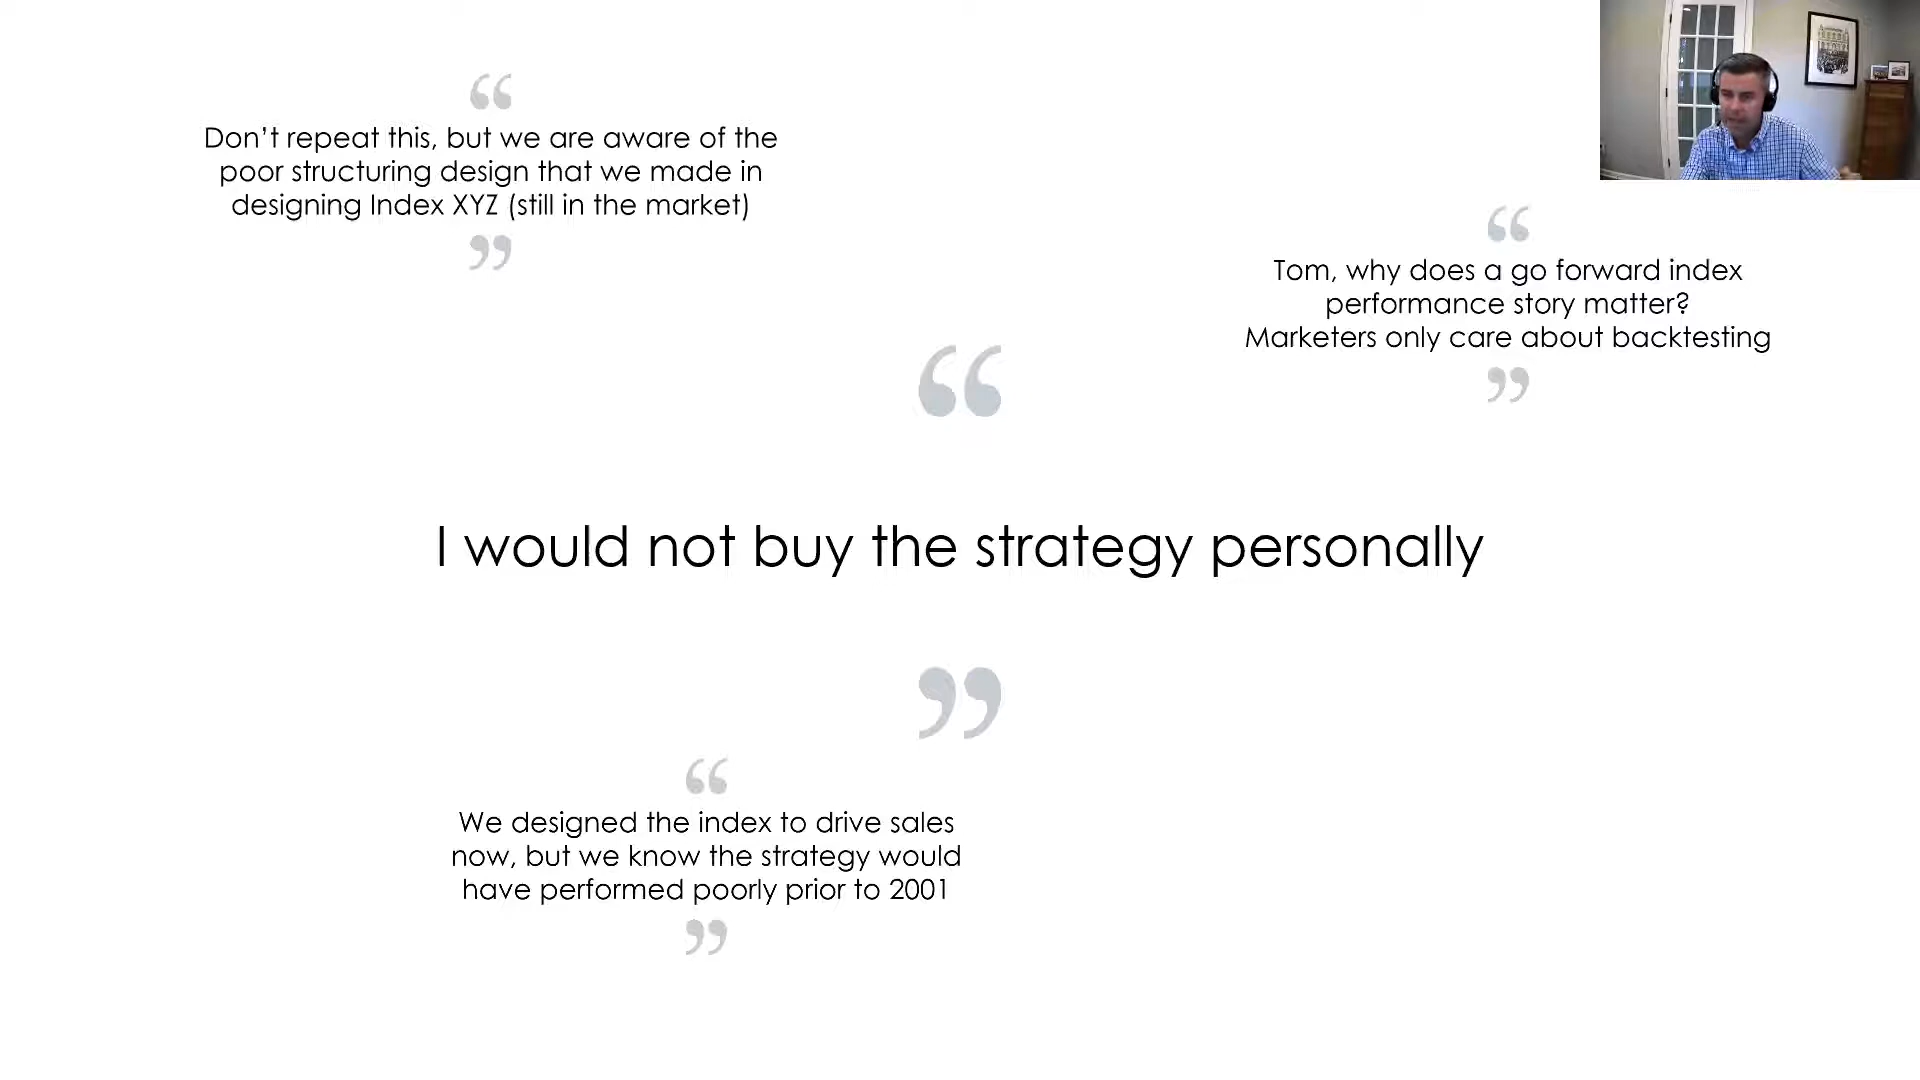 “
Don’t repeat this, but we are aware of the
poor structuring design that we made in
designing Index XYZ (still in the market)
”
“
Tom, why does a go forward index
performance story matter?
Marketers only care about backtesting
”
“
I would not buy the strategy personally
”
“
We designed the index to drive sales
now, but we know the strategy would
have performed poorly prior to 2001
”